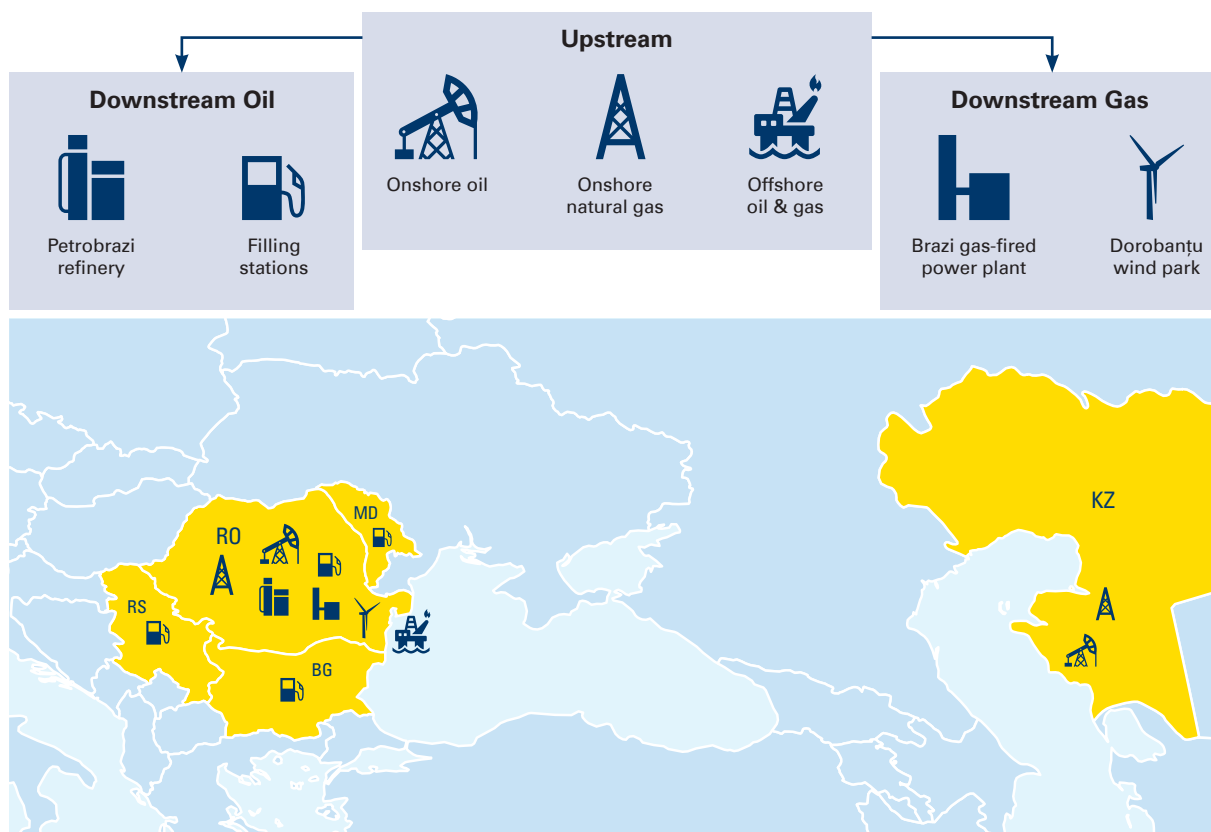 Upstream
Onshore oil
Onshore
natural gas
Offshore
oil & gas
Downstream Oil
Petrobrazi
refinery
Filling
stations
Downstream Gas
Brazi gas-fired
power plant
Dorobanțu
wind park
KZ
MD
RO
RS
BG